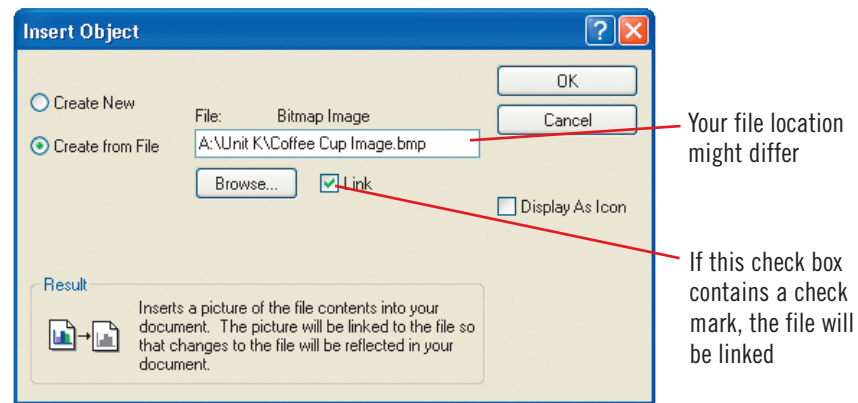 Insert Object
?
X
OK
Cancel
Create New
Create from File
File: Bitmap Image
A:\Unit K\Coffee Cup Image.bmp
Browse...
Link
Display As Icon
Result
Inserts a picture of the file contents into your
document. The picture will be linked to the file so
that changes to the file will be reflected in your
document.
Your file location
might differ
If this check box
contains a check
mark, the file will
be linked